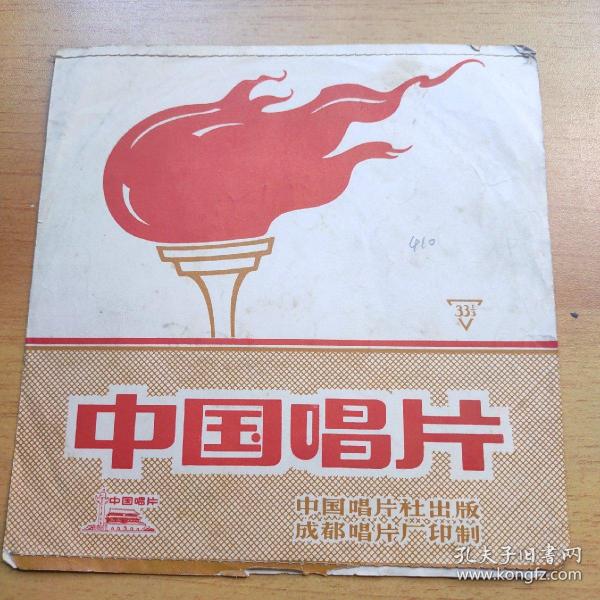 410
33⅓
中国唱片
中国唱片
中国唱片社出版
成都唱片厂印制
孔夫子旧书网
www.kongfz.com